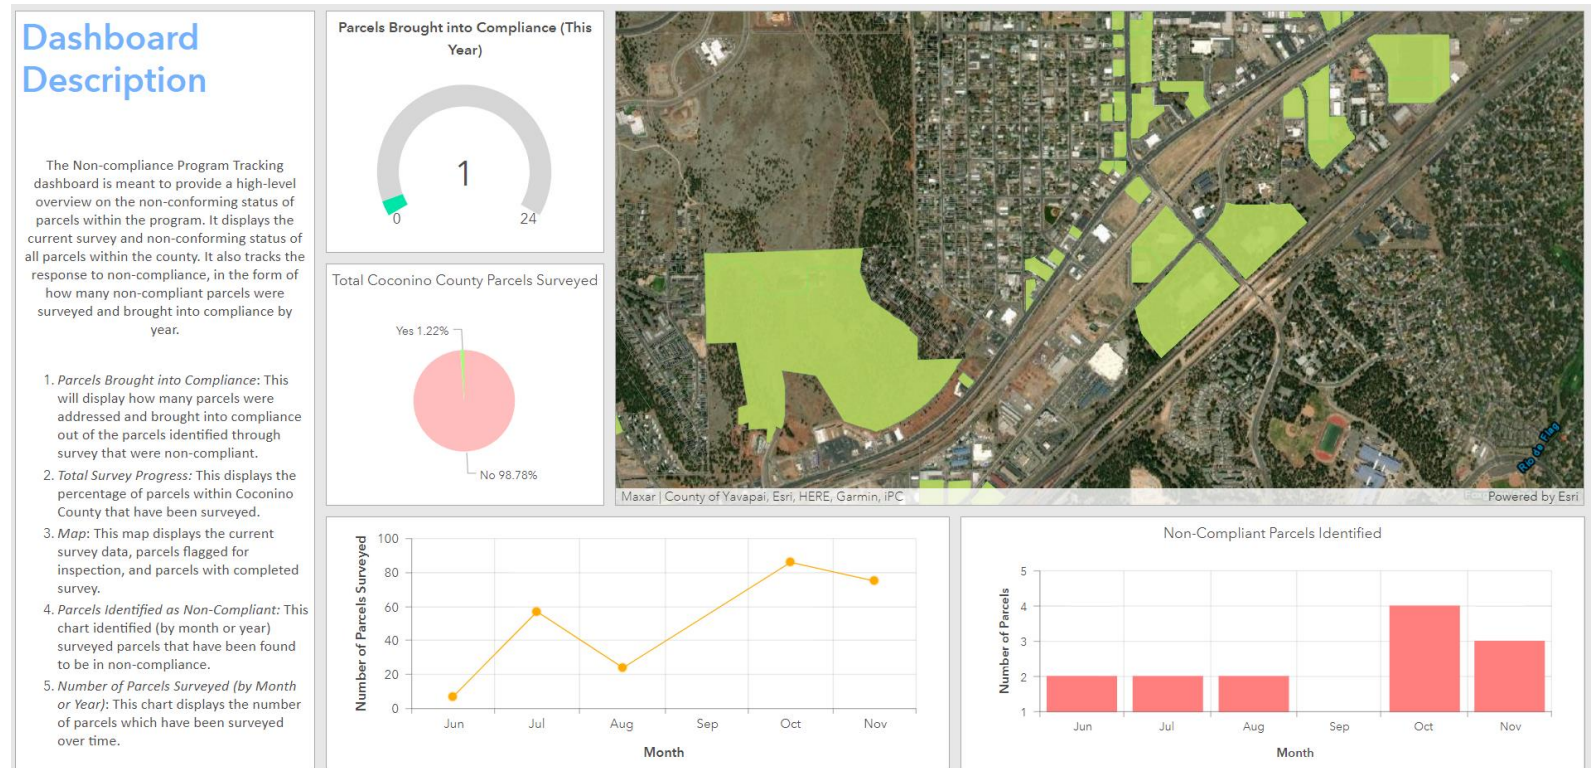 Dashboard
Description
The Non-compliance Program Tracking
dashboard is meant to provide a high-level
overview on the non-conforming status of
parcels within the program. It displays the
current survey and non-conforming status of
all parcels within the county. It also tracks the
response to non-compliance, in the form of
how many non-compliant parcels were
surveyed and brought into compliance by
year.
1. Parcels Brought into Compliance: This
will display how many parcels were
addressed and brought into compliance
out of the parcels identified through
survey that were non-compliant.
2. Total Survey Progress: This displays the
percentage of parcels within Coconino
County that have been surveyed.
3. Map: This map displays the current
survey data, parcels flagged for
inspection, and parcels with completed
survey.
4. Parcels Identified as Non-Compliant: This
chart identified (by month or year)
surveyed parcels that have been found
to be in non-compliance.
5. Number of Parcels Surveyed (by Month
or Year): This chart displays the number
of parcels which have been surveyed
over time.
Parcels Brought into Compliance (This
Year)
1
0
24
Total Coconino County Parcels Surveyed
Yes 1.22%
No 98.78%
Rio de Flag
Maxar | County of Yavapai, Esri, HERE, Garmin, iPC
Powered by Esri
Number of Parcels Surveyed
100
80
60
40
20
0
Jun
Jul
Aug
Sep
Oct
Nov
Month
Non-Compliant Parcels Identified
Number of Parcels
5
4
3
2
1
Jun
Jul
Aug
Sep
Oct
Nov
Month